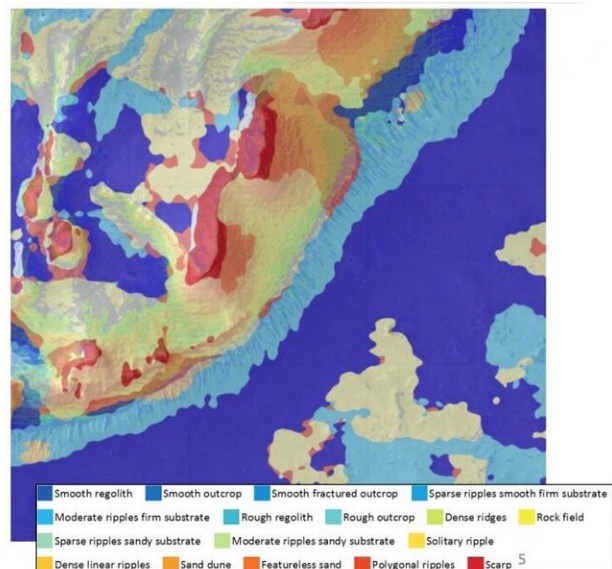 Smooth regolith Smooth outcrop Smooth fractured outcrop Sparse ripples smooth firm substrate
Moderate ripples firm substrate Rough regolith Rough outcrop Dense ridges Rock field
Sparse ripples sandy substrate Moderate ripples sandy substrate Solitary ripple
Dense linear ripples Sand dune Featureless sand Polygonal ripples Scarp 5